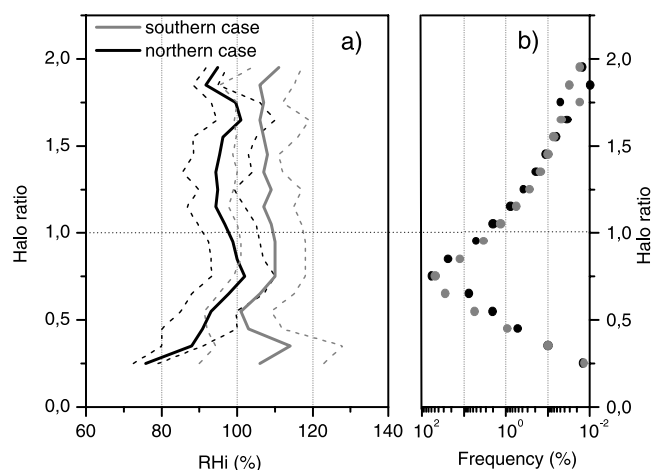 southern case
northern case
a)
b)
2,0
1,5
1,0
0,5
0,0
Halo ratio
60
80
100
120
140
RHi (%)
2,0
1,5
1,0
0,5
0,0
Halo ratio
10²
10⁰
10⁻²
Frequency (%)